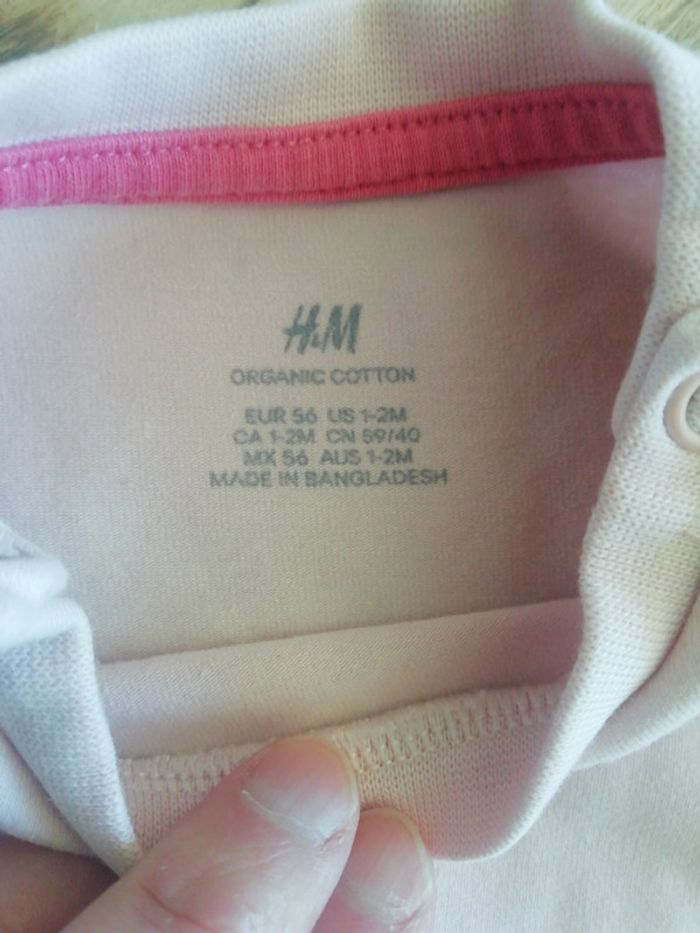 H&M
ORGANIC COTTON
EUR 56 US 1-2M
CA 1-2M CN 59/40
MX 56 AUS 1-2M
MADE IN BANGLADESH